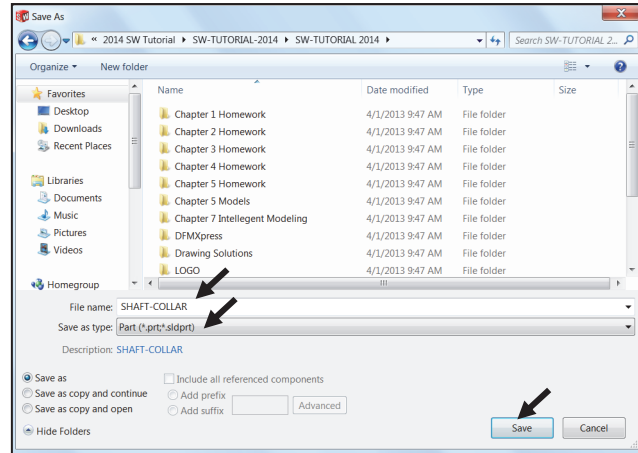 Save As
« 2014 SW Tutorial ▸ SW-TUTORIAL-2014 ▸ SW-TUTORIAL 2014 ▸ Search SW-TUTORIAL 2...
Organize New folder
Favorites
Desktop
Downloads
Recent Places
Libraries
Documents
Music
Pictures
Videos
Homegroup
Name Date modified Type Size
Chapter 1 Homework 4/1/2013 9:47 AM File folder
Chapter 2 Homework 4/1/2013 9:47 AM File folder
Chapter 3 Homework 4/1/2013 9:47 AM File folder
Chapter 4 Homework 4/1/2013 9:47 AM File folder
Chapter 5 Homework 4/1/2013 9:47 AM File folder
Chapter 5 Models 4/1/2013 9:47 AM File folder
Chapter 7 Intellegent Modeling 4/1/2013 9:47 AM File folder
DFMXpress 4/1/2013 9:47 AM File folder
Drawing Solutions 4/1/2013 9:47 AM File folder
LOGO 4/1/2013 9:47 AM File folder
File name: SHAFT-COLLAR
Save as type: Part (*.prt;*.sldprt)
Description: SHAFT-COLLAR
Save as
Save as copy and continue
Save as copy and open
Include all referenced components
Add prefix
Add suffix
Advanced
Hide Folders
Save
Cancel